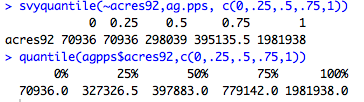 > svyquantile(~acres92,ag.pps, c(0,.25,.5,.75,1)
0 0.25 0.5 0.75 1
acres92 70936 70936 298039 395135.5 1981938
> quantile(agpps$acres92,c(0,.25,.5,.75,1))
0% 25% 50% 75% 100%
70936.0 327326.5 397883.0 779142.0 1981938.0